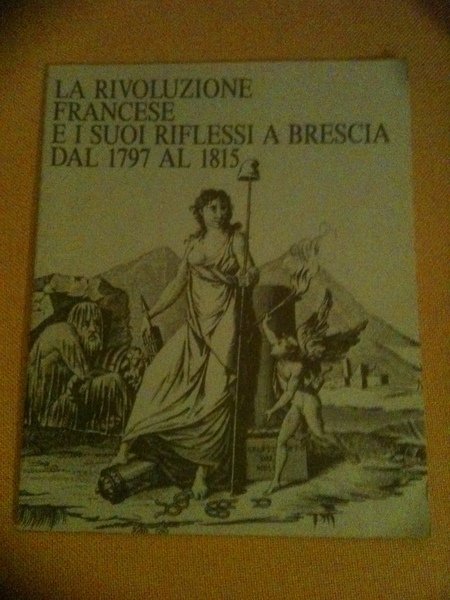 LA RIVOLUZIONE
FRANCESE
E I SUOI RIFLESSI A BRESCIA
DAL 1797 AL 1815